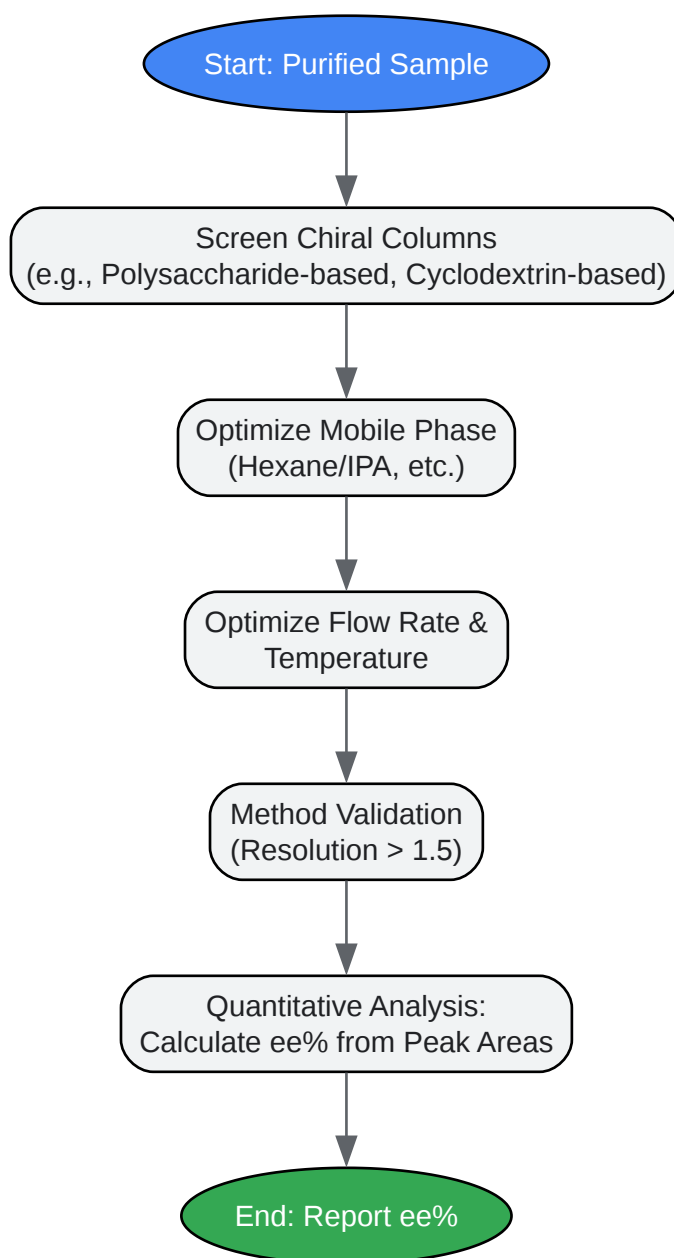 Start: Purified Sample
Screen Chiral Columns
(e.g., Polysaccharide-based, Cyclodextrin-based)
Optimize Mobile Phase
(Hexane/IPA, etc.)
Optimize Flow Rate &
Temperature
Method Validation
(Resolution > 1.5)
Quantitative Analysis:
Calculate ee% from Peak Areas
End: Report ee%